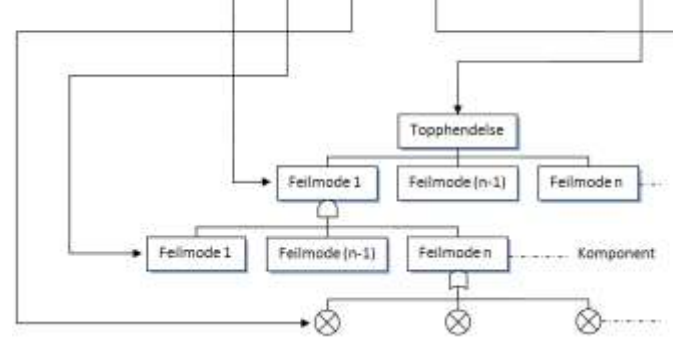 Topphendelse
Feilmode 1
Feilmode (n-1)
Feilmode n
Feilmode 1
Feilmode (n-1)
Feilmode n
Komponent